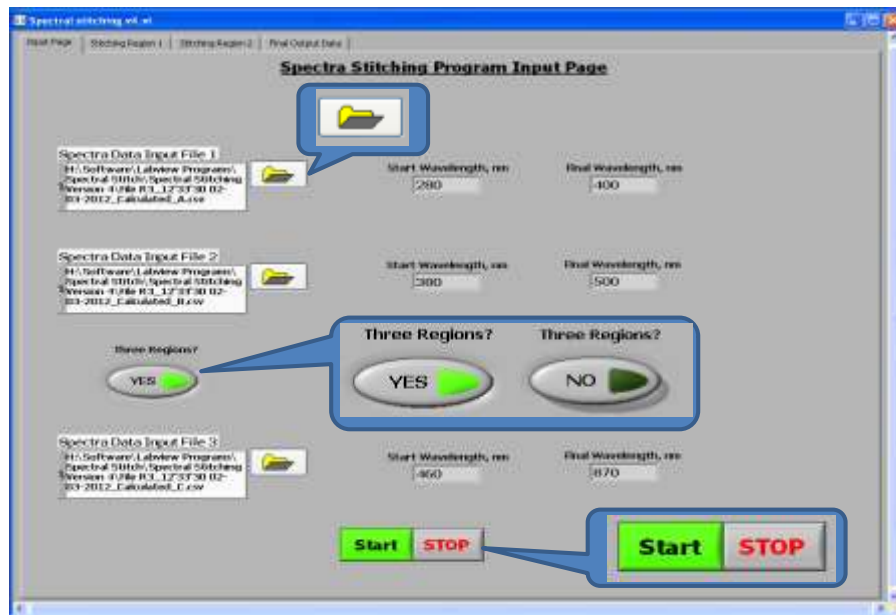 Spectral stitching v4.vi
Input Page Stitching Region 1 Stitching Region 2 Final Output Data
Spectra Stitching Program Input Page
Spectra Data Input File 1
H:\Software\Labview Programs\
Spectral Stitch\Spectral Stitching
Version 4\File R3_12'33'30 02-
03-2012_Calculated_A.csv
Start Wavelength, nm
280
Final Wavelength, nm
400
Spectra Data Input File 2
H:\Software\Labview Programs\
Spectral Stitch\Spectral Stitching
Version 4\File R3_12'33'30 02-
03-2012_Calculated_B.csv
Start Wavelength, nm
Final Wavelength, nm
500
Three Regions?
YES
Three Regions?
YES
Three Regions?
NO
Spectra Data Input File 3
H:\Software\Labview Programs\
Spectral Stitch\Spectral Stitching
Version 4\File R3_12'33'30 02-
03-2012_Calculated_C.csv
Start Wavelength, nm
460
Final Wavelength, nm
870
Start STOP
Start STOP